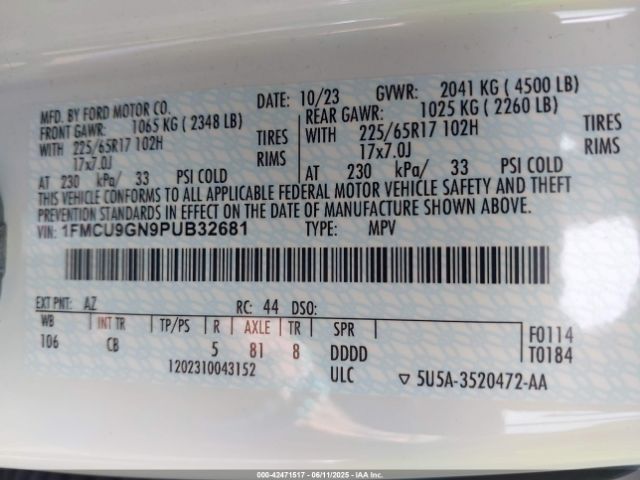 MFD. BY FORD MOTOR CO.
DATE: 10/23
GVWR: 2041 KG ( 4500 LB)
FRONT GAWR: 1065 KG ( 2348 LB)
REAR GAWR: 1025 KG ( 2260LB)
WITH 225/65R17 102H TIRES
17x7.0J RIMS
WITH 225/65R17 102H TIRES
17x7.0J RIMS
AT 230 kPa/ 33 PSI COLD
AT 230 kPa/ 33 PSI COLD
THIS VEHICLE CONFORMS TO ALL APPLICABLE FEDERAL MOTOR VEHICLE SAFETY AND THEFT
PREVENTION STANDARDS IN EFFECT ON THE DATE OF MANUFACTURE SHOWN ABOVE.
VIN: 1FMCU9GN9PUB32681
TYPE: MPV
EXT PNT: AZ
RC: 44 DSO:
WB INT TR TP/PS R AXLE TR SPR
106 CB 5 81 8 DDDD
F0114
T0184
1202310043152
ULC
5U5A-3520472-AA
000-42471517 - 06/11/2025 - IAA Inc.